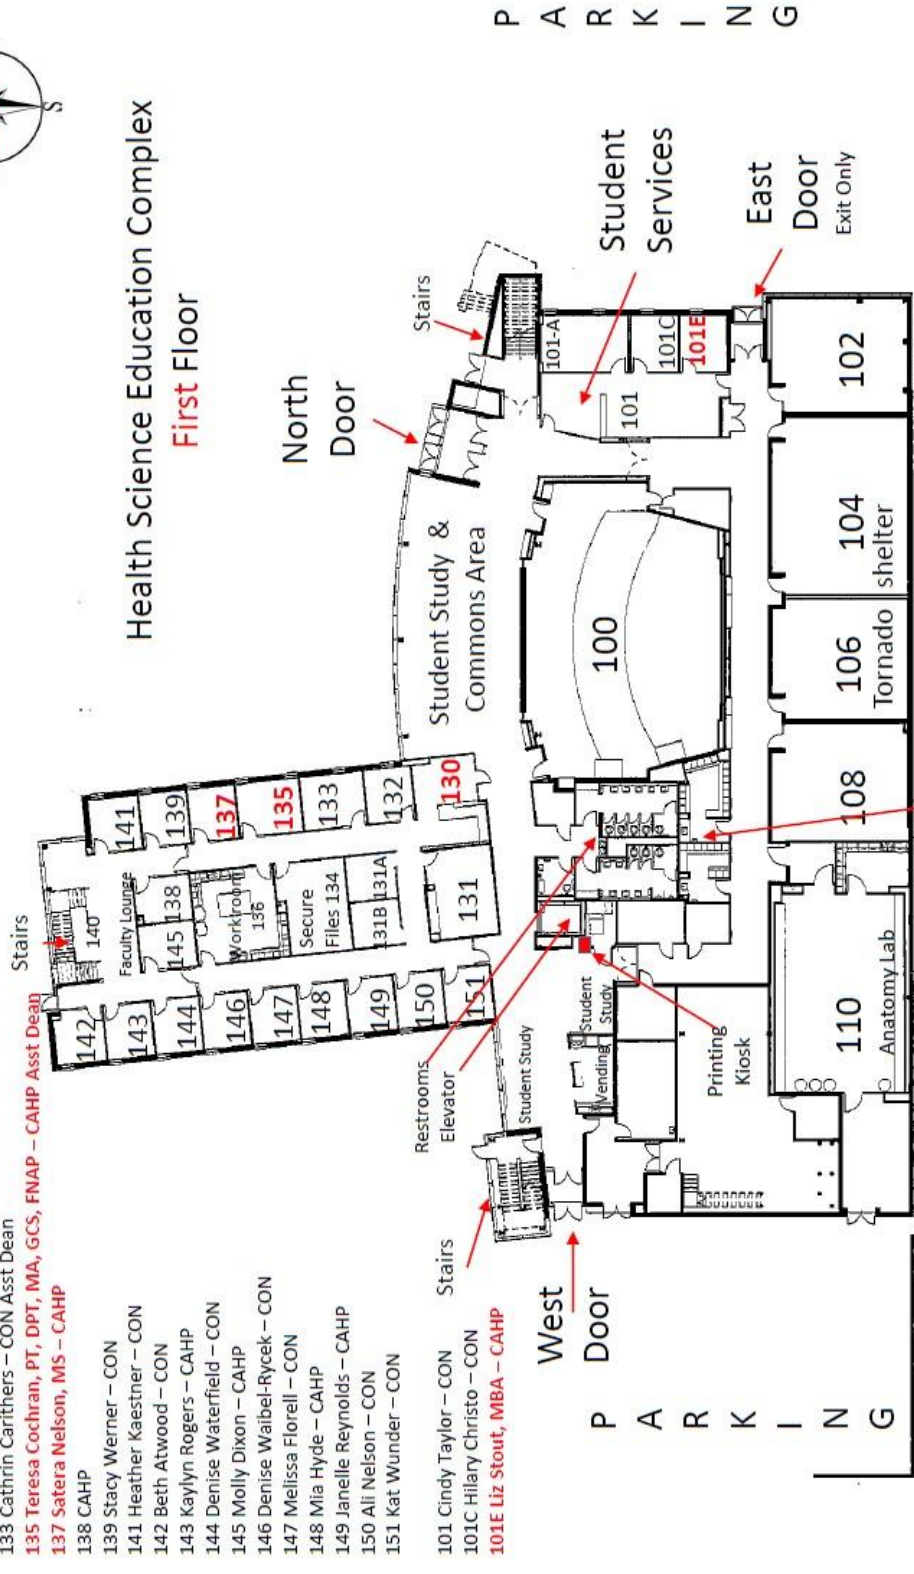 133 Cathrin Carithers – CON Asst Dean
135 Teresa Cochran, PT, DPT, MA, GCS, FNAP – CAHP Asst Dean
137 Satera Nelson, MS – CAHP
138 CAHP
139 Stacy Werner – CON
141 Heather Kaestner – CON
142 Beth Atwood – CON
143 Kaylyn Rogers – CAHP
144 Denise Waterfield – CON
145 Molly Dixon – CAHP
146 Denise Waibel-Rycek – CON
147 Melissa Florell – CON
148 Mia Hyde – CAHP
149 Janelle Reynolds – CAHP
150 Ali Nelson – CON
151 Kat Wunder – CON
101 Cindy Taylor – CON
101C Hilary Christo – CON
101E Liz Stout, MBA – CAHP
Health Science Education Complex
First Floor
S
Stairs
140
141
139
137
135
133
132
130
Faculty Lounge
138
145
Workroom
136
Secure
Files 134
131A
131B
131
142
143
144
146
147
148
149
150
151
North
Door
Stairs
Student Study &
Commons Area
100
101-A
101C
101E
101
Student
Services
East
Door
Exit Only
102
104
shelter
106
Tornado
108
110
Anatomy Lab
Restrooms
Elevator
Student Study
Student
Study
Vending
Printing
Kiosk
Stairs
West
Door
PARKING
PARKING